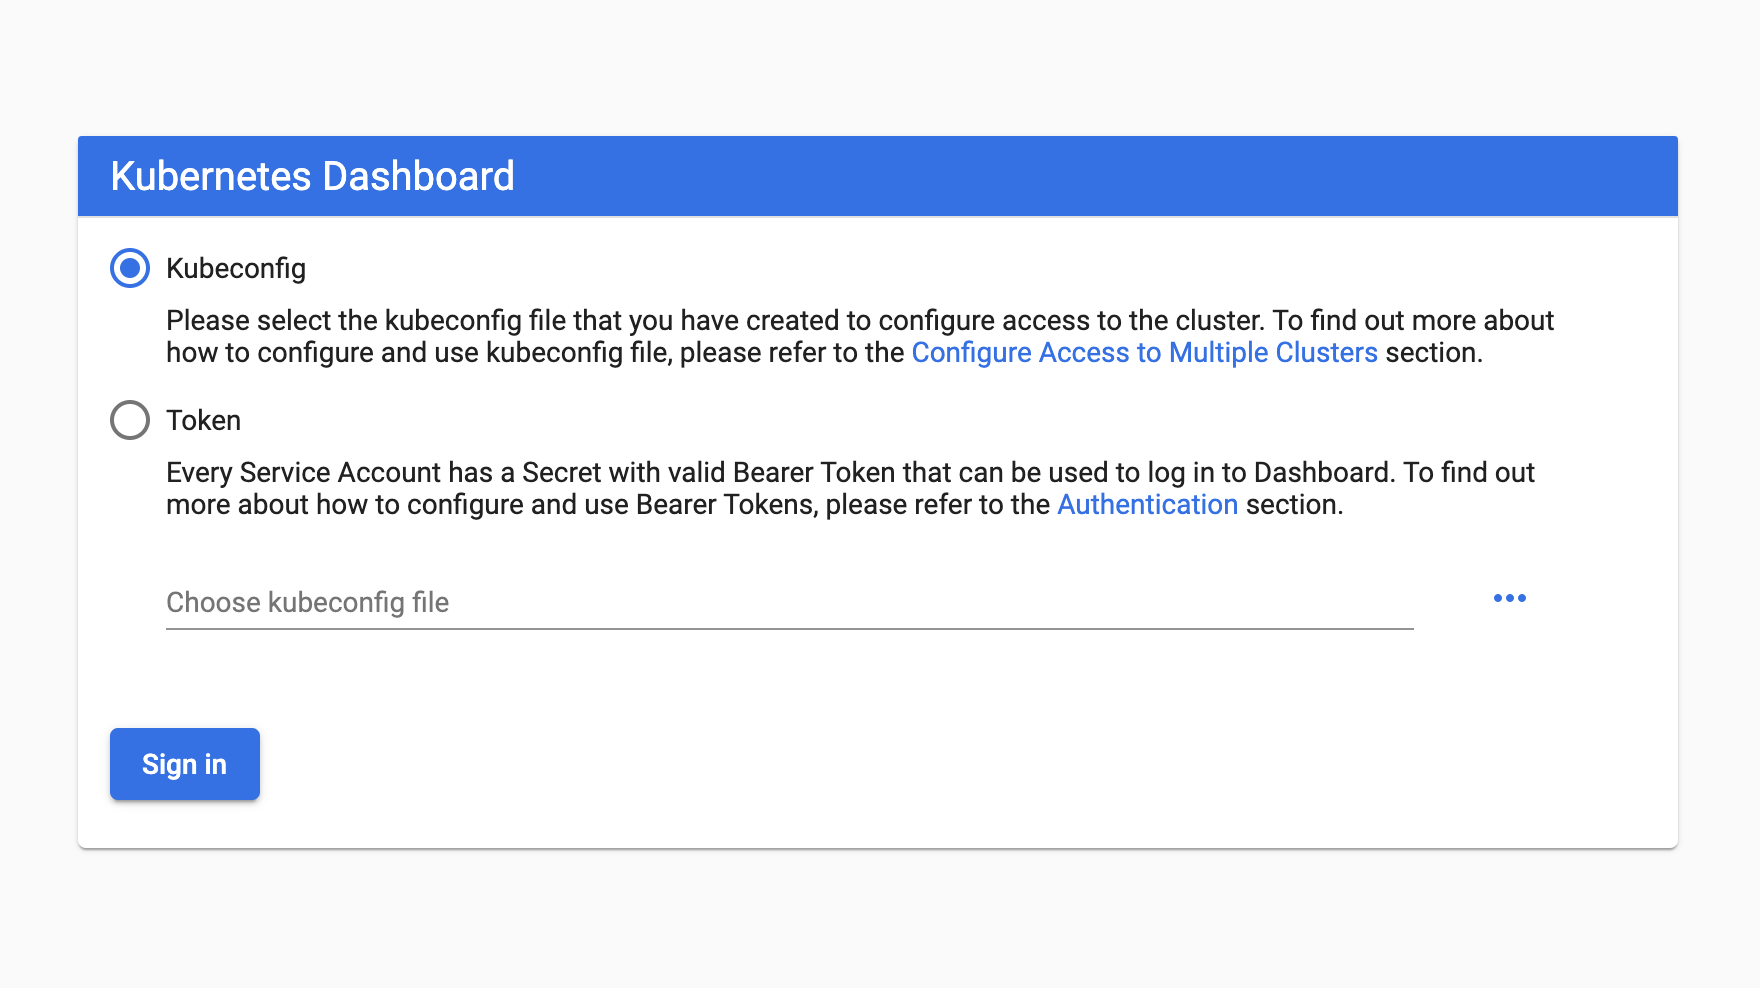 Kubernetes Dashboard
Kubeconfig
Please select the kubeconfig file that you have created to configure access to the cluster. To find out more about
how to configure and use kubeconfig file, please refer to the Configure Access to Multiple Clusters section.
Token
Every Service Account has a Secret with valid Bearer Token that can be used to log in to Dashboard. To find out
more about how to configure and use Bearer Tokens, please refer to the Authentication section.
Choose kubeconfig file
Sign in